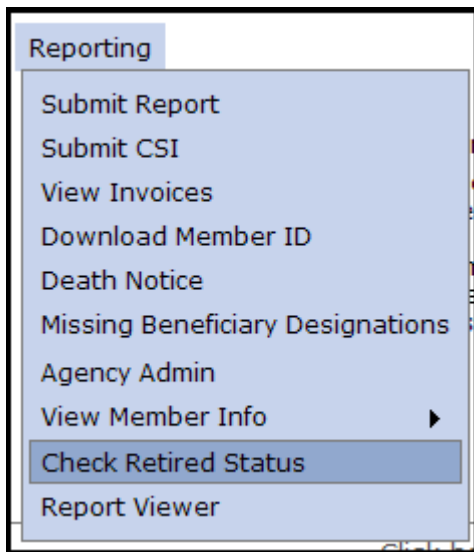 Reporting
Submit Report
Submit CSI
View Invoices
Download Member ID
Death Notice
Missing Beneficiary Designations
Agency Admin
View Member Info
Check Retired Status
Report Viewer